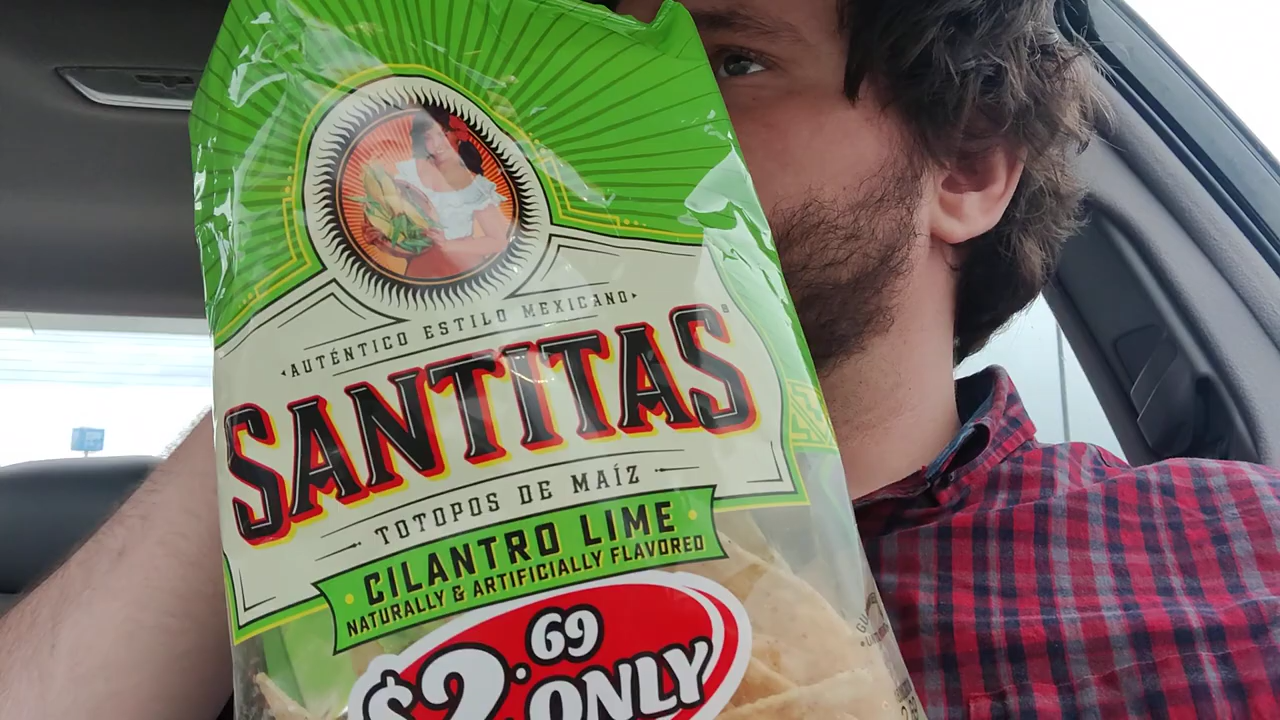 AUTÉNTICO ESTILO MEXICANO
SANTITAS®
TOTOPOS DE MAÍZ
CILANTRO LIME
NATURALLY & ARTIFICIALLY FLAVORED
$2.69
ONLY